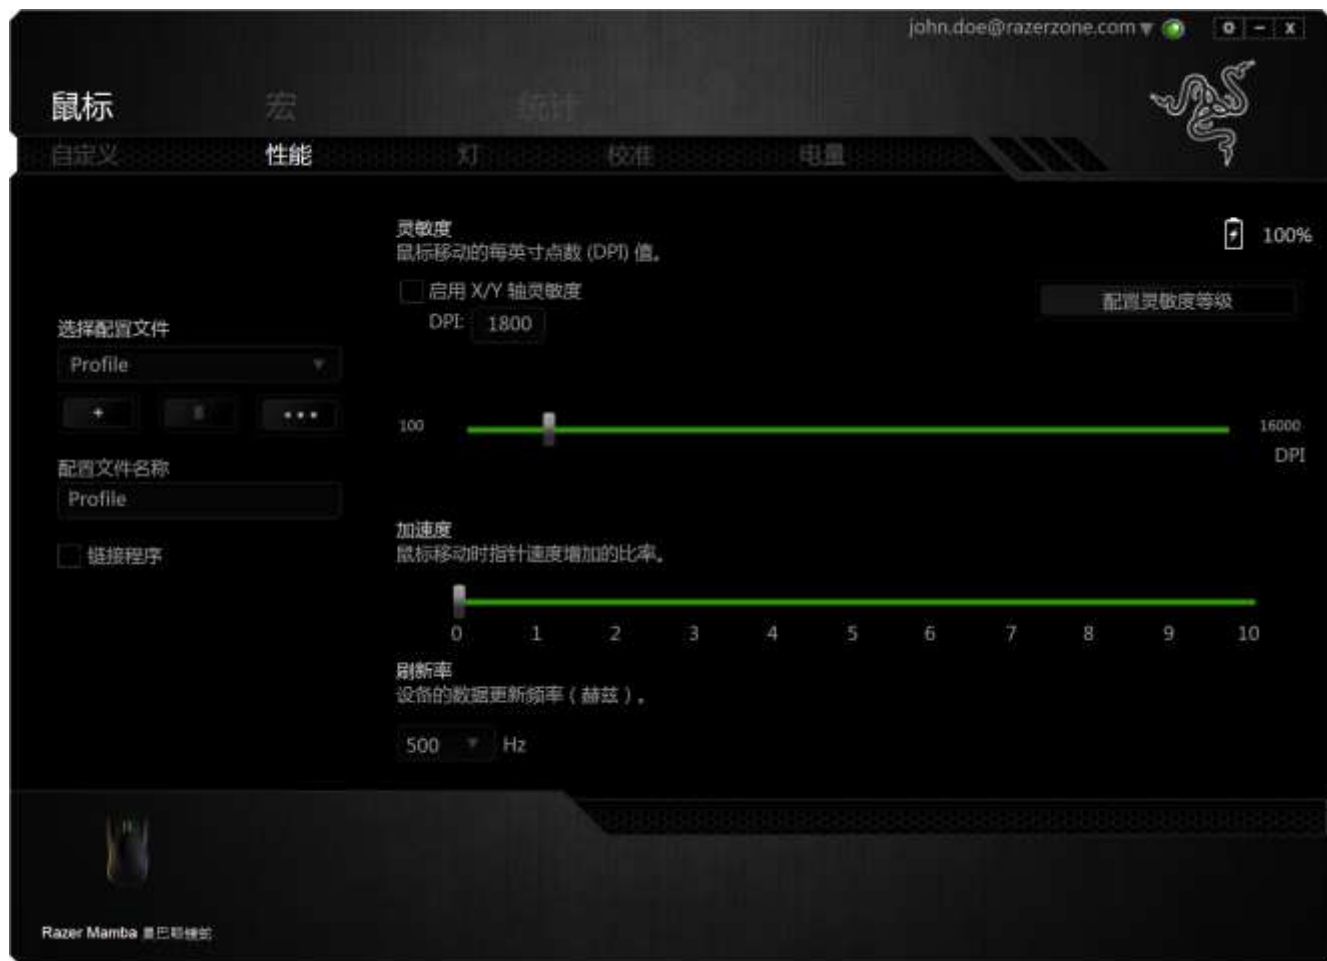 john.doe@razerzone.com
鼠标 宏 统计
自定义 性能 灯 校准 电量
灵敏度
鼠标移动的每英寸点数 (DPI) 值。
100%
启用 X/Y 轴灵敏度
配置灵敏度等级
DPI: 1800
选择配置文件
Profile
100
16000
DPI
配置文件名称
Profile
加速度
鼠标移动时指针速度增加的比率。
链接程序
0 1 2 3 4 5 6 7 8 9 10
刷新率
设备的数据更新频率(赫兹)。
500 Hz
Razer Mamba